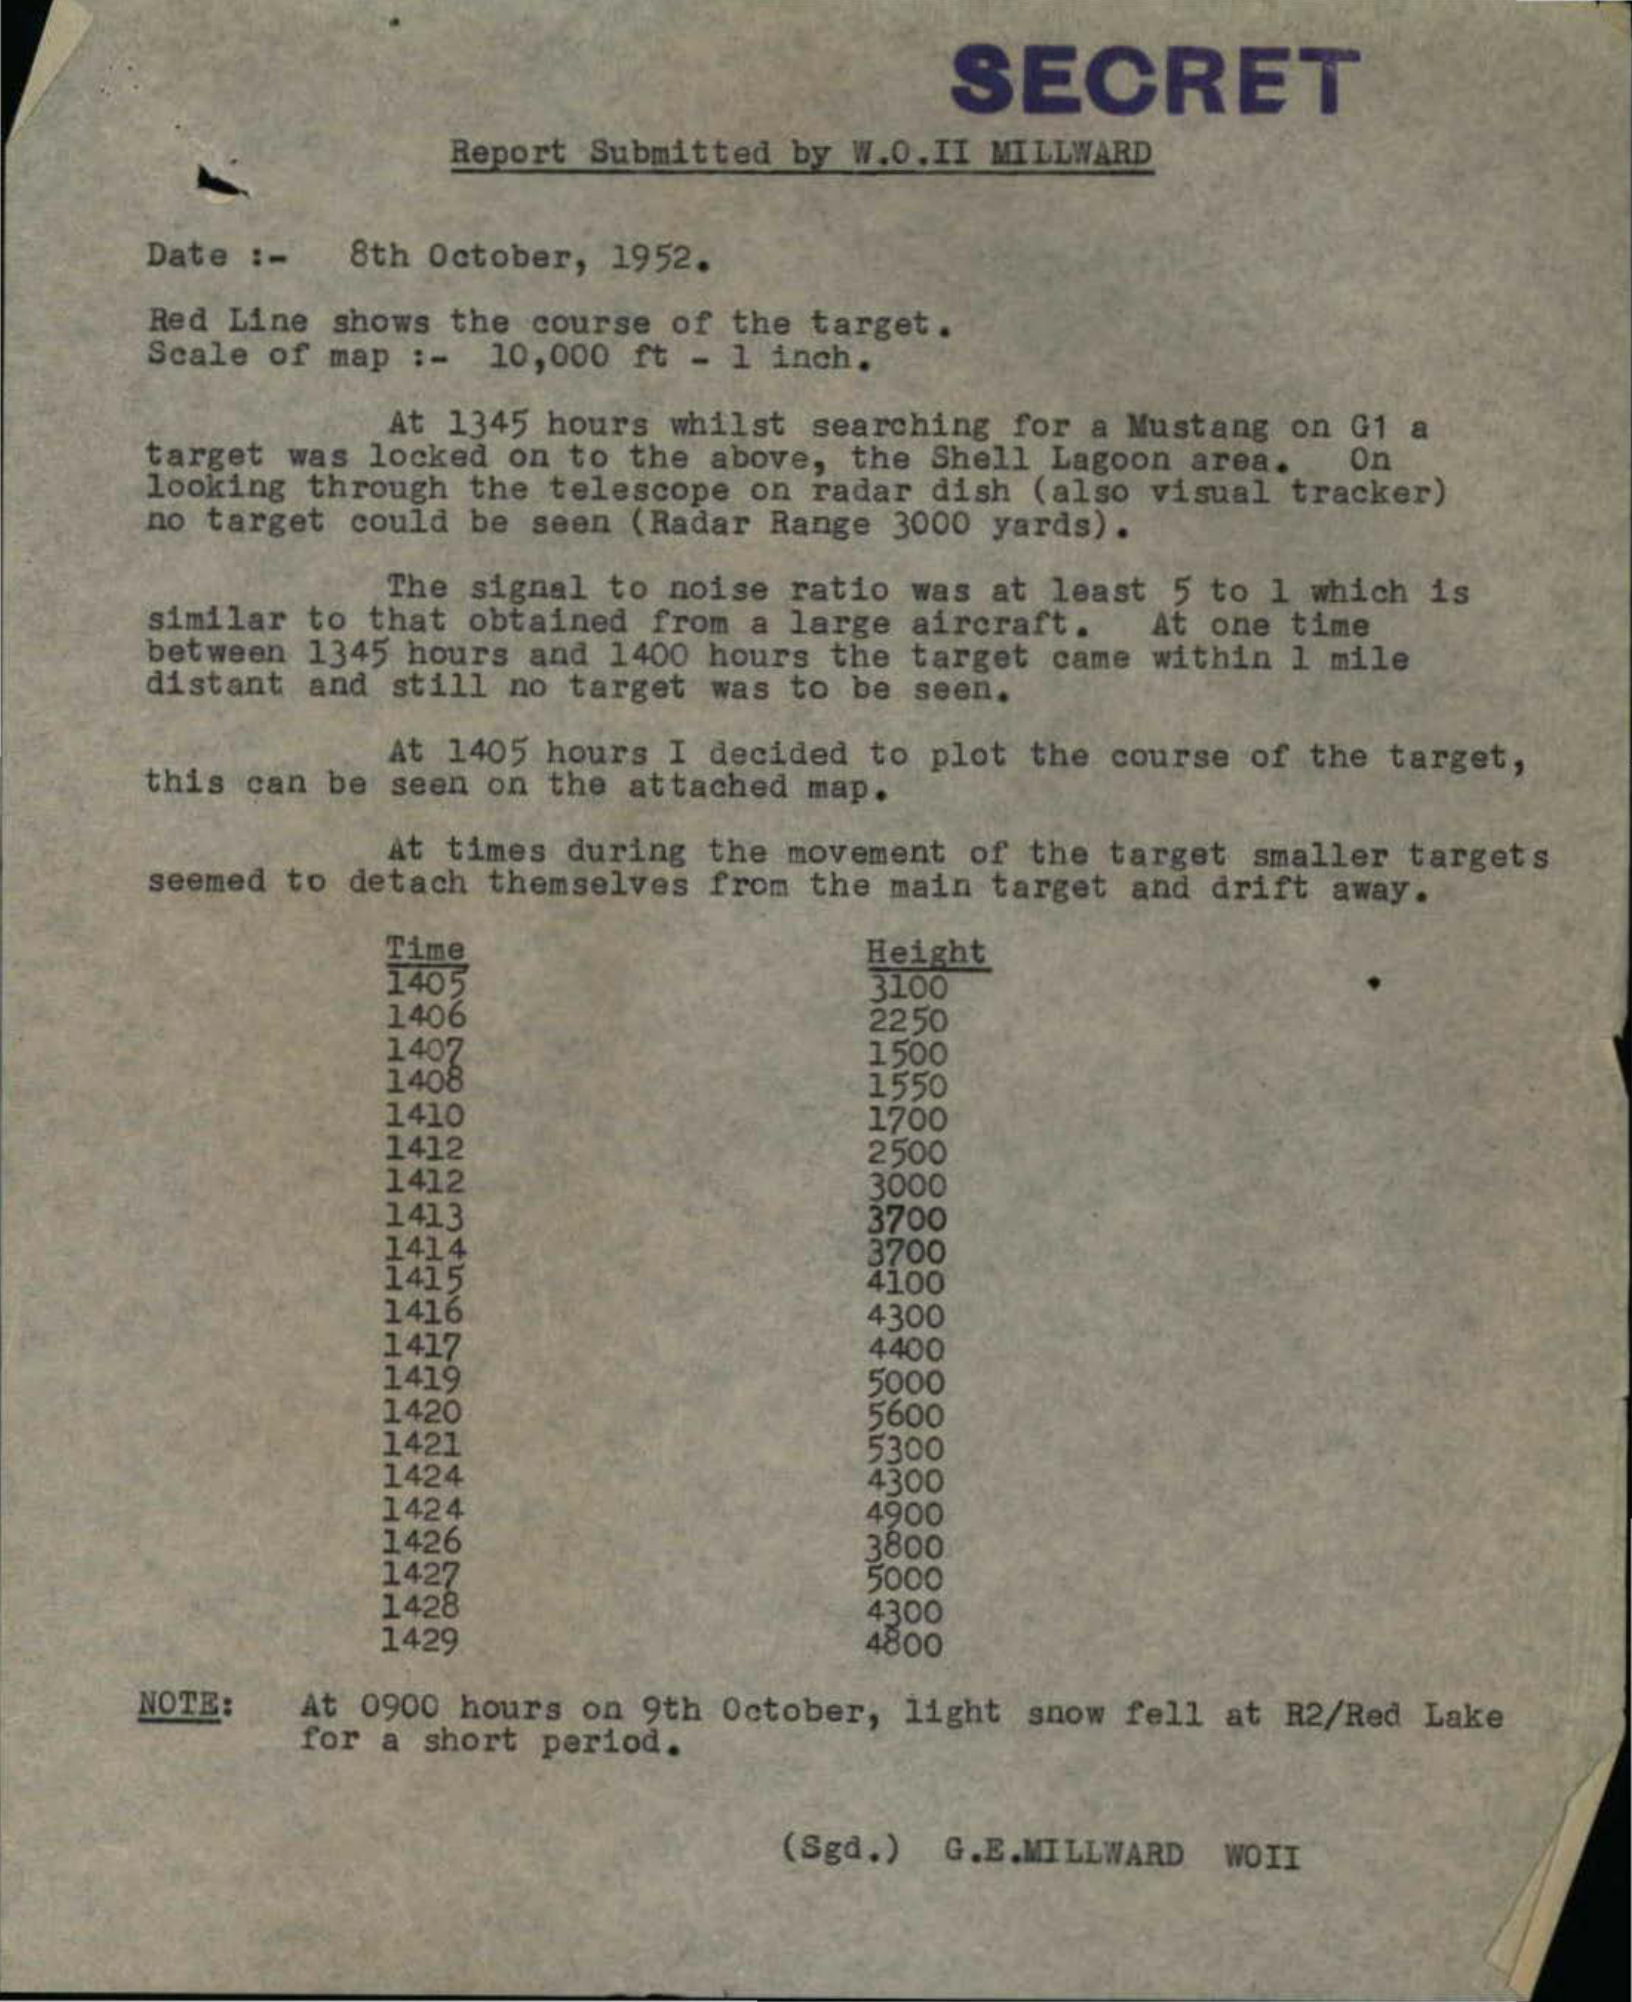 SECRET
Report Submitted by W.O.II MILLWARD
Date :- 8th October, 1952.
Red Line shows the course of the target.
Scale of map :- 10,000 ft - 1 inch.
At 1345 hours whilst searching for a Mustang on G1 a
target was locked on to the above, the Shell Lagoon area. On
looking through the telescope on radar dish (also visual tracker)
no target could be seen (Radar Range 3000 yards).
The signal to noise ratio was at least 5 to 1 which is
similar to that obtained from a large aircraft. At one time
between 1345 hours and 1400 hours the target came within 1 mile
distant and still no target was to be seen.
At 1405 hours I decided to plot the course of the target,
this can be seen on the attached map.
At times during the movement of the target smaller targets
seemed to detach themselves from the main target and drift away.
Time Height
1405 3100
1406 2250
1407 1500
1408 1550
1410 1700
1412 2500
1412 3000
1413 3700
1414 3700
1415 4100
1416 4300
1417 4400
1419 5000
1420 5600
1421 5300
1424 4300
1424 4900
1426 3800
1427 5000
1428 4300
1429 4800
NOTE: At 0900 hours on 9th October, light snow fell at R2/Red Lake
for a short period.
(Sgd.) G.E.MILLWARD WOII